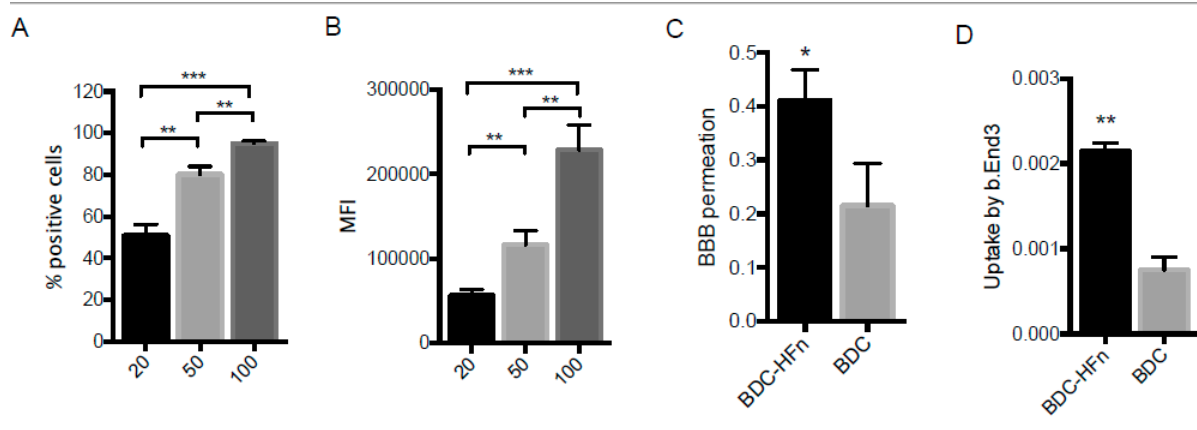 A
% positive cells
120
100
80
60
40
20
0
***
**
**
20
50
100
B
MFI
300000
200000
100000
0
***
**
**
20
50
100
C
BBB permeation
0.5
0.4
0.3
0.2
0.1
0.0
*
BDC-HFn
BDC
D
Uptake by b.End3
0.003
0.002
0.001
0.000
**
BDC-HFn
BDC